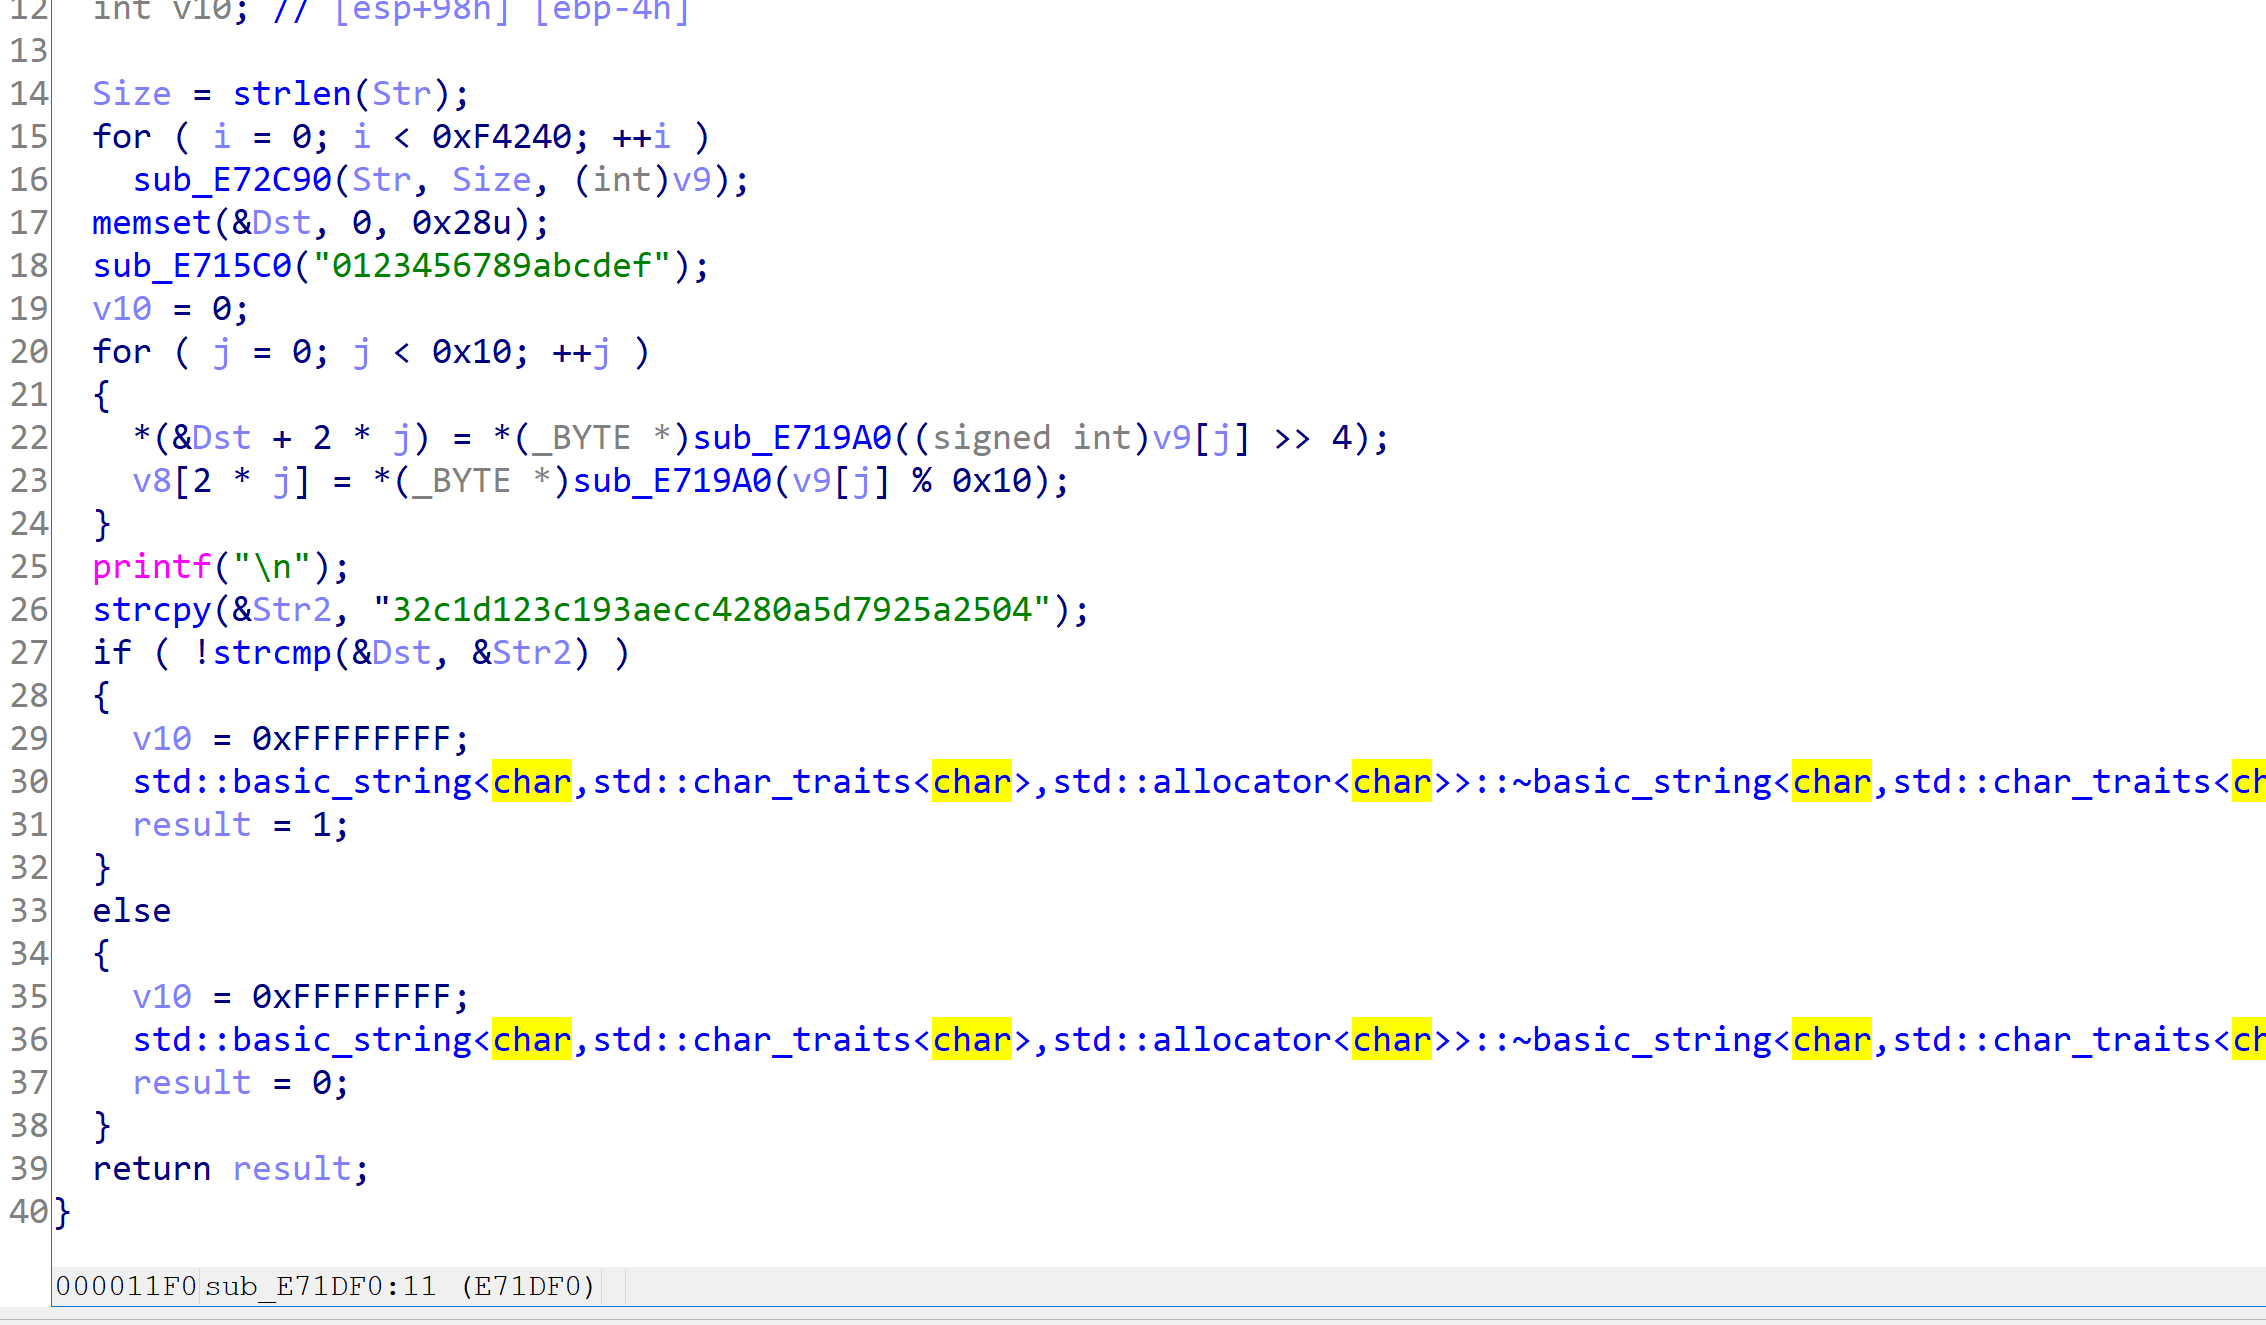 12 int v10; // [esp+98h] [ebp-4h]
13
14 Size = strlen(Str);
15 for ( i = 0; i < 0xF4240; ++i )
16 sub_E72C90(Str, Size, (int)v9);
17 memset(&Dst, 0, 0x28u);
18 sub_E715C0("0123456789abcdef");
19 v10 = 0;
20 for ( j = 0; j < 0x10; ++j )
21 {
22 *(&Dst + 2 * j) = *(_BYTE *)sub_E719A0((signed int)v9[j] >> 4);
23 v8[2 * j] = *(_BYTE *)sub_E719A0(v9[j] % 0x10);
24 }
25 printf("\n");
26 strcpy(&Str2, "32c1d123c193aecc4280a5d7925a2504");
27 if ( !strcmp(&Dst, &Str2) )
28 {
29 v10 = 0xFFFFFFFF;
30 std::basic_string<char,std::char_traits<char>,std::allocator<char>>::~basic_string<char,std::char_traits<ch
31 result = 1;
32 }
33 else
34 {
35 v10 = 0xFFFFFFFF;
36 std::basic_string<char,std::char_traits<char>,std::allocator<char>>::~basic_string<char,std::char_traits<ch
37 result = 0;
38 }
39 return result;
40 }
000011F0 sub_E71DF0:11 (E71DF0)